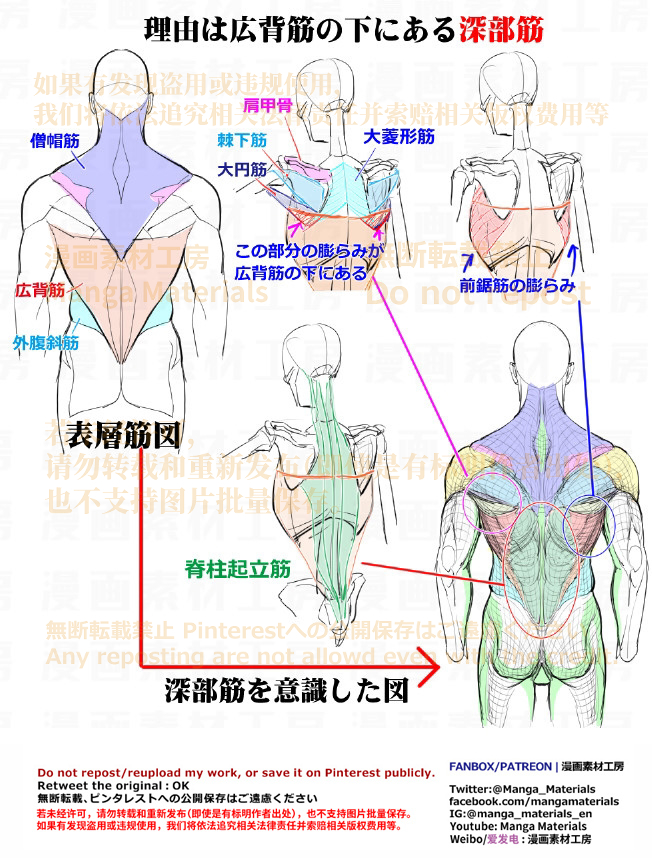 理由は広背筋の下にある深部筋
如果有发现盗用或违规使用，
我们将依法追究相关法律责任并索赔相关版权费用等
肩甲骨
僧帽筋
棘下筋
大菱形筋
大円筋
漫画素材工房
無断転載禁止
この部分の膨らみが
広背筋の下にある
前鋸筋の膨らみ
広背筋
Manga Materials
Do not repost
外腹斜筋
表層筋図
请勿转载和重新发布
也不支持图片批量保存
脊柱起立筋
無断転載禁止 Pinterestへの公開保存はご遠慮
Any reposting are not allowd even
深部筋を意識した図
Do not repost/reupload my work, or save it on Pinterest publicly.
Retweet the original : OK
無断転載、ピンタレストへの公開保存はご遠慮ください
若未经许可，请勿转载和重新发布(即使是有标明作者出处)，也不支持图片批量保存。
如果有发现盗用或违规使用，我们将依法追究相关法律责任并索赔相关版权费用等。
FANBOX/PATREON | 漫画素材工房
Twitter:@Manga_Materials
facebook.com/mangamaterials
IG:@manga_materials_en
Youtube: Manga Materials
Weibo/爱发电 : 漫画素材工房